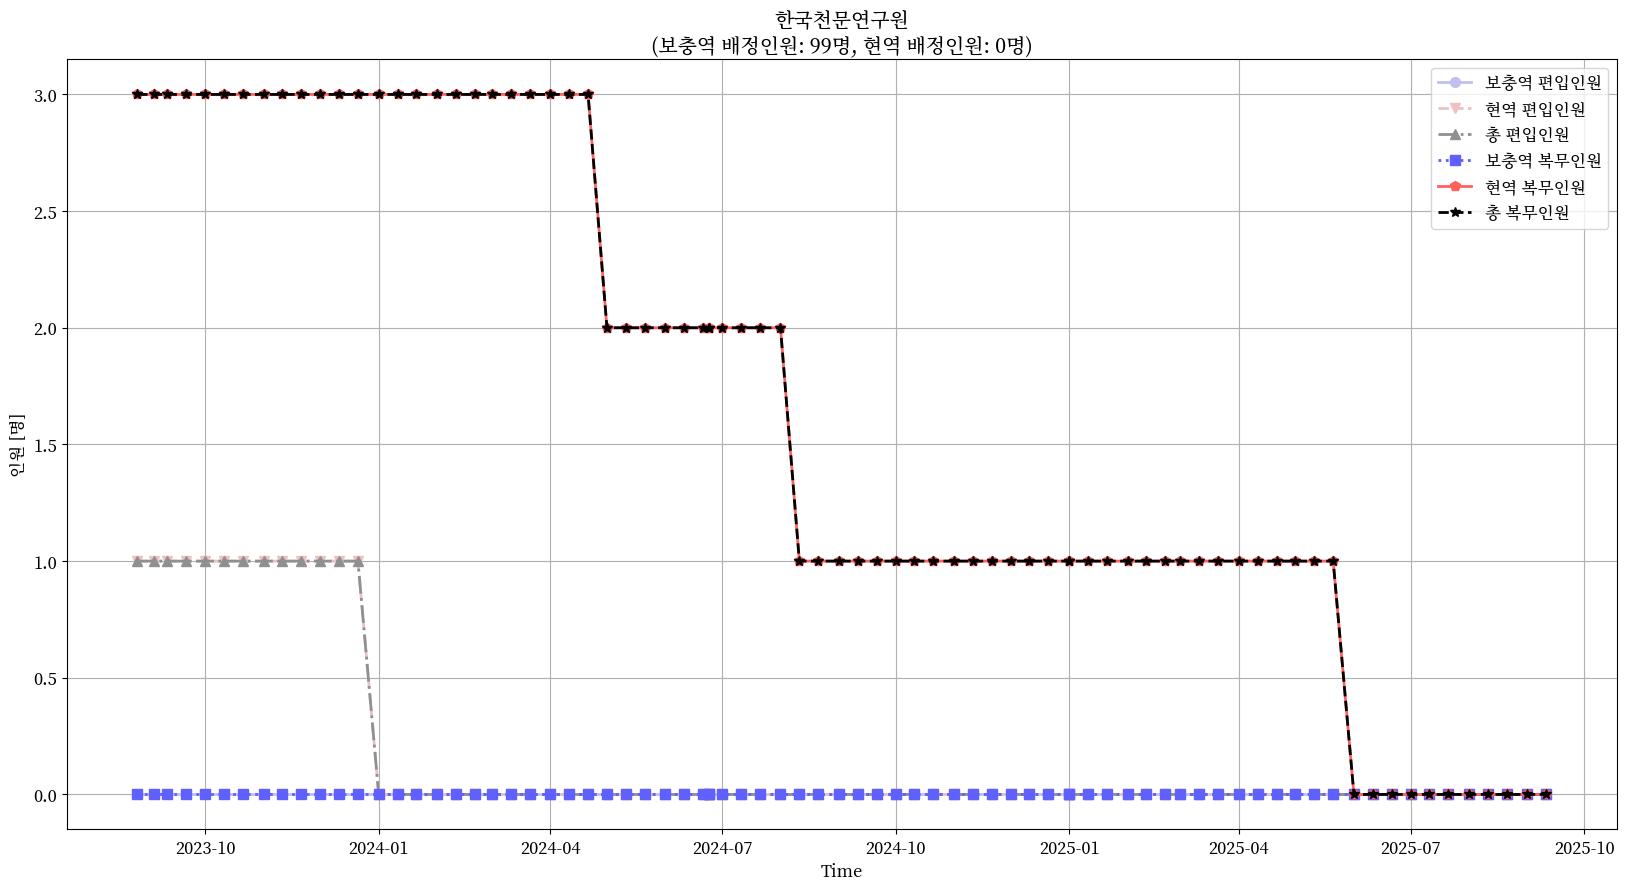 한국천문연구원
(보충역 배정인원: 99명, 현역 배정인원: 0명)
보충역 편입인원
현역 편입인원
총 편입인원
보충역 복무인원
현역 복무인원
총 복무인원
인원 [명]
3.0
2.5
2.0
1.5
1.0
0.5
0.0
2023-10
2024-01
2024-04
2024-07
2024-10
2025-01
2025-04
2025-07
2025-10
Time